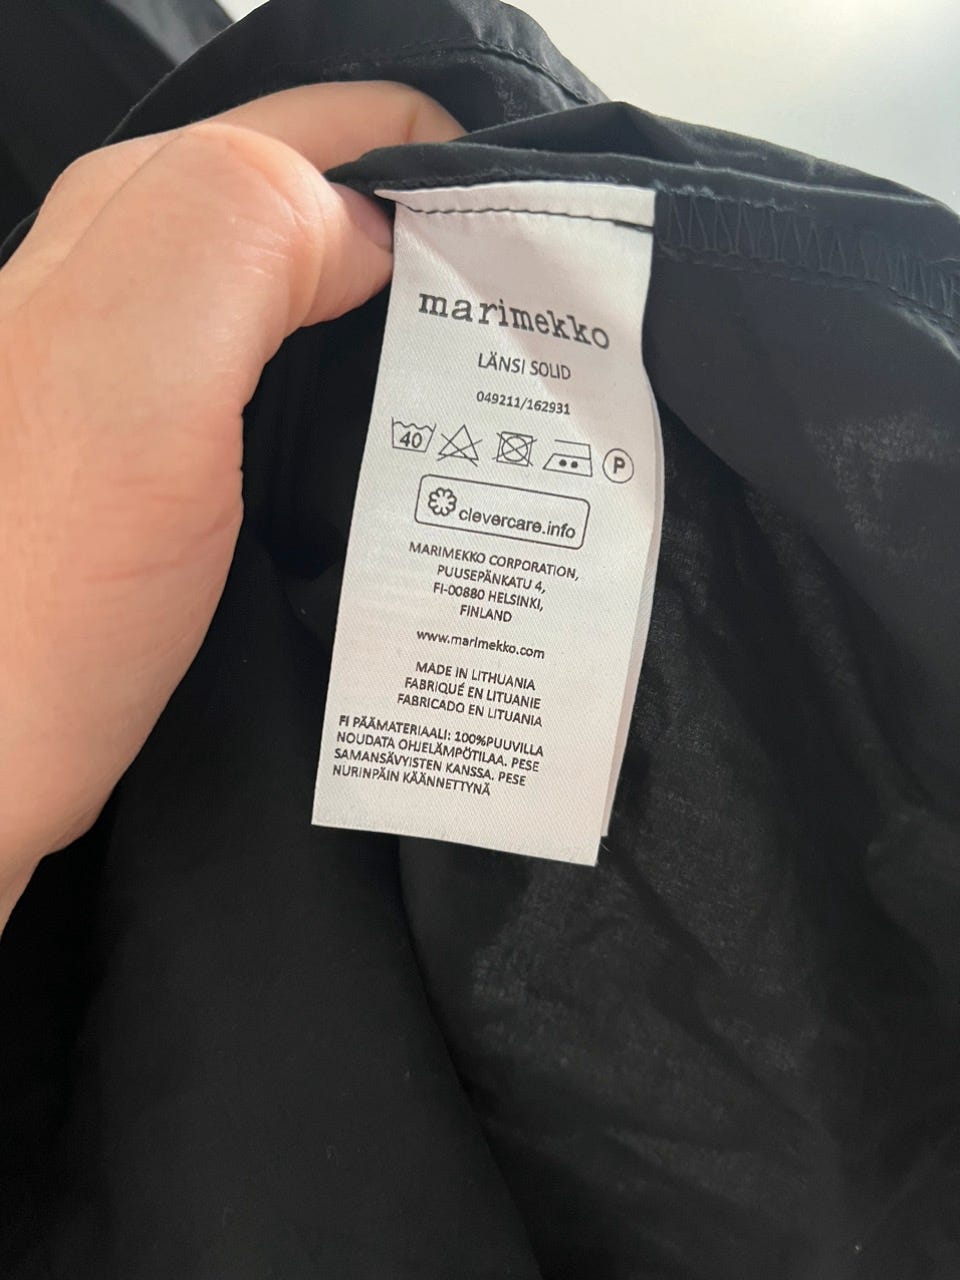 marimekko
LÄNSI SOLID
049211/162931
40
P
clevercare.info
MARIMEKKO CORPORATION,
PUUSEPÄNKATU 4,
FI-00880 HELSINKI,
FINLAND
www.marimekko.com
MADE IN LITHUANIA
FABRIQUÉ EN LITUANIE
FABRICADO EN LITUANIA
FI PÄÄMATERIAALI: 100%PUUVILLA
NOUDATA OHJELÄMPÖTILAA. PESE
SAMANSÄVYISTEN KANSSA. PESE
NURINPÄIN KÄÄNNETTYNÄ